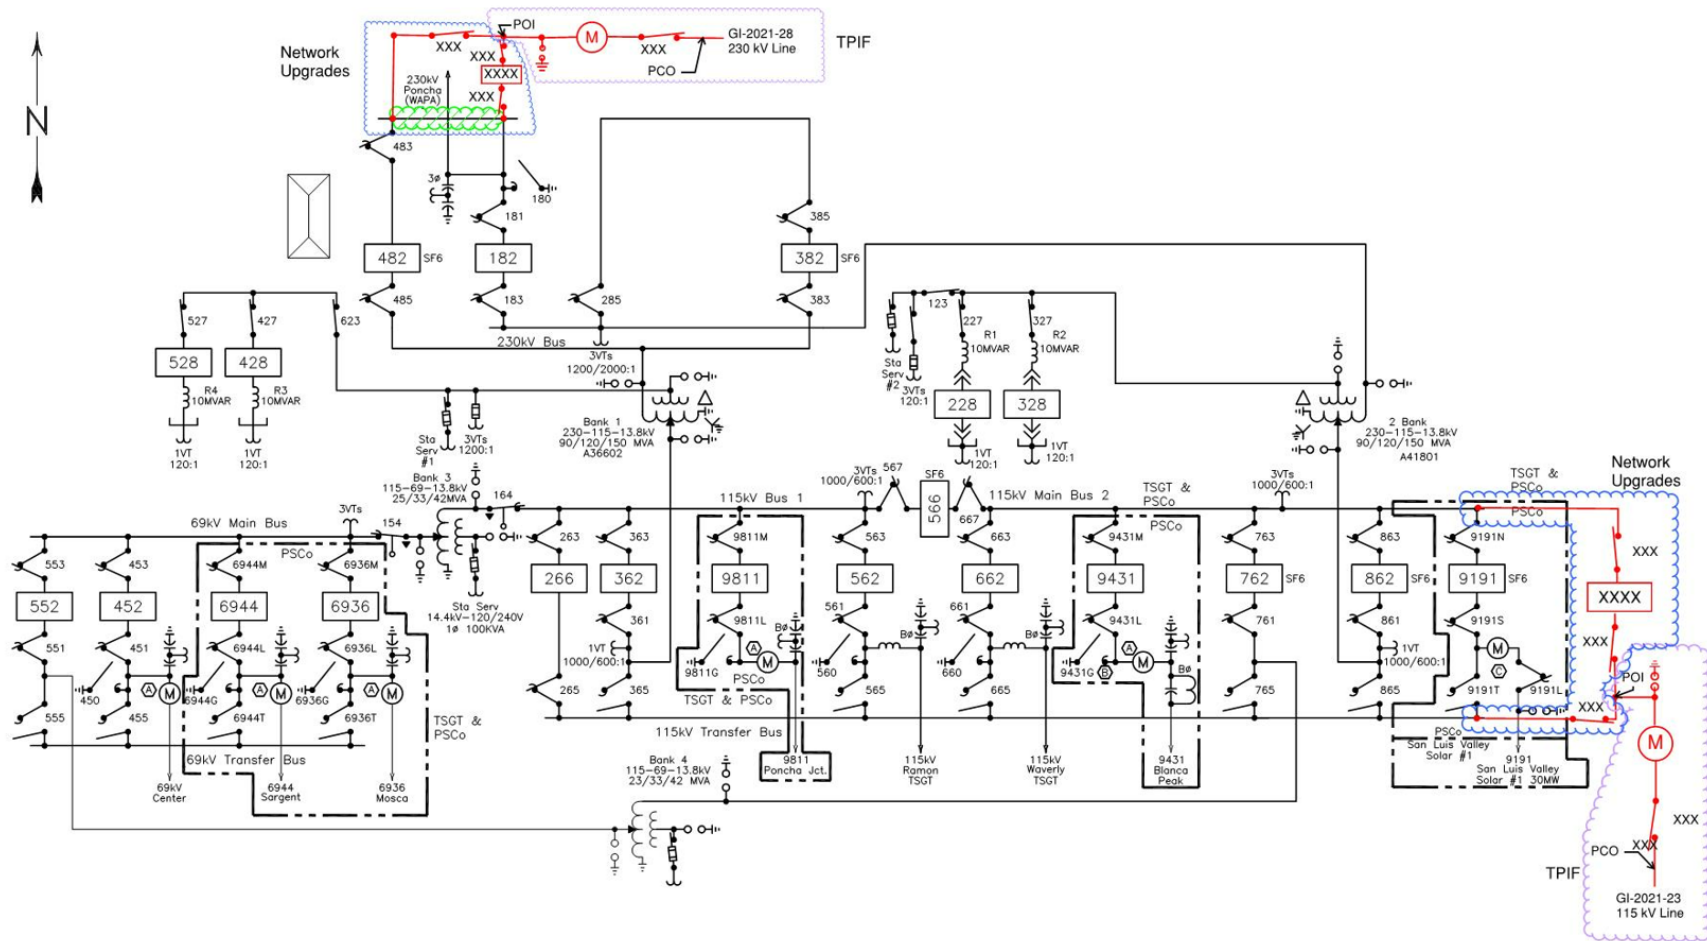 POI
Network
Upgrades
XXX
XXX
M
XXX
GI-2021-28
230 kV Line
TPIF
PCO
XXXX
XXX
230kV
Poncha
(WAPA)
N
483
3ø
180
181
385
482
SF6
182
382
SF6
485
183
285
383
230kV Bus
3VTs
1200/2000:1
527
427
623
528
428
R4
10MVAR
R3
10MVAR
1VT
120:1
1VT
120:1
Sta
Serv
#1
3VTs
1200:1
Bank 1
230-115-13.8kV
90/120/150 MVA
A36602
123
227
327
R1
10MVAR
R2
10MVAR
Sta
Serv
#2
3VTs
120:1
228
328
1VT
120:1
1VT
120:1
2 Bank
230-115-13.8kV
90/120/150 MVA
A41801
Bank 3
115-69-13.8kV
25/33/42MVA
164
115kV Bus 1
3VTs
1000/600:1
567
SF6
566
667
115kV Main Bus 2
TSGT &
PSCo
PSCo
3VTs
1000/600:1
TSGT &
PSCo
PSCo
Network
Upgrades
69kV Main Bus
3VTs
154
PSCo
553
453
6944M
6936M
263
363
9811M
563
663
9431M
763
863
9191N
XXX
552
452
6944
6936
266
362
9811
562
662
9431
762
SF6
862
SF6
9191
SF6
XXXX
Sta Serv
14.4kV-120/240V
1ø 100KVA
551
451
6944L
6936L
361
9811L
561
661
9431L
761
861
9191S
XXX
1VT
1000/600:1
Bø
Bø
Bø
Bø
1VT
1000/600:1
A
M
A
M
A
M
A
M
A
M
M
B
C
450
6944G
6936G
9811G
PSCo
560
660
9431G
9191L
POI
555
455
6944T
6936T
265
365
TSGT & PSCo
565
665
765
865
9191T
XXX
TSGT &
PSCo
115kV Transfer Bus
69kV Transfer Bus
PSCo
San Luis Valley
Solar #1
M
69kV
Center
6944
Sargent
6936
Mosca
Bank 4
115-69-13.8kV
23/33/42 MVA
9811
Poncha Jct.
115kV
Ramon
TSGT
115kV
Waverly
TSGT
9431
Blanca
Peak
9191
San Luis Valley
Solar #1 30MW
XXX
XXX
PCO
TPIF
GI-2021-23
115 kV Line